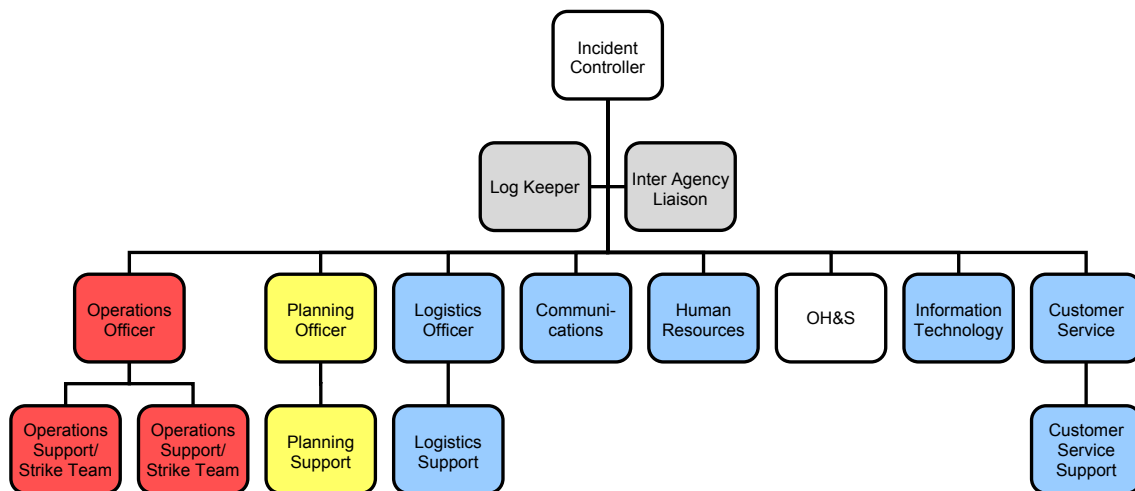 Incident
Controller
Log Keeper
Inter Agency
Liaison
Operations
Officer
Planning
Officer
Logistics
Officer
Communi-
cations
Human
Resources
OH&S
Information
Technology
Customer
Service
Operations
Support/
Strike Team
Operations
Support/
Strike Team
Planning
Support
Logistics
Support
Customer
Service
Support